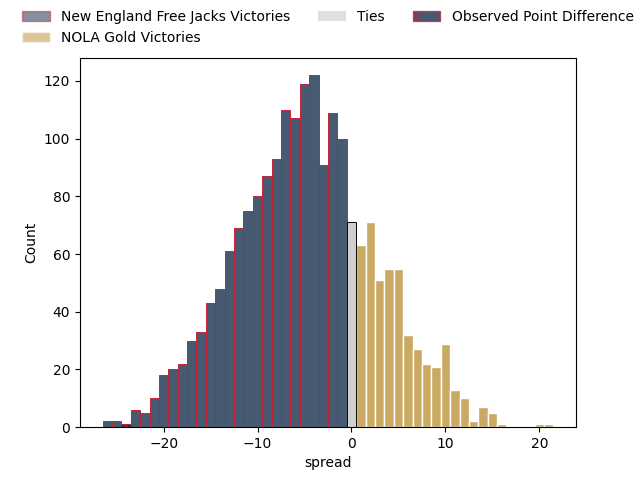 New England Free Jacks Victories
Ties
Observed Point Difference
NOLA Gold Victories
120
100
80
60
40
20
0
Count
−20
−10
0
10
20
spread